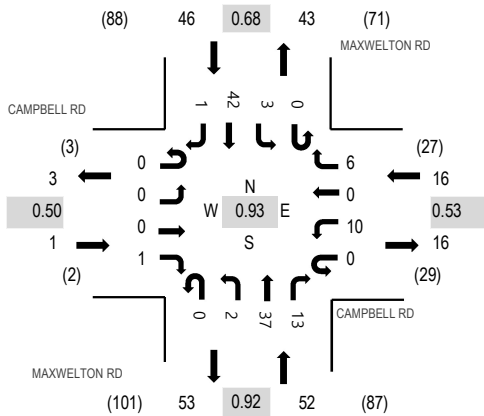 (88) 46 0.68 43 (71)
MAXWELTON RD
CAMPBELL RD
1 42 3 0
(3) 0 6 (27)
3 0 N 0 16
0.50 0 W 0.93 E 10 0.53
1 1 S 0 16
(2) (29)
0 2 37 13
CAMPBELL RD
MAXWELTON RD
(101) 53 0.92 52 (87)